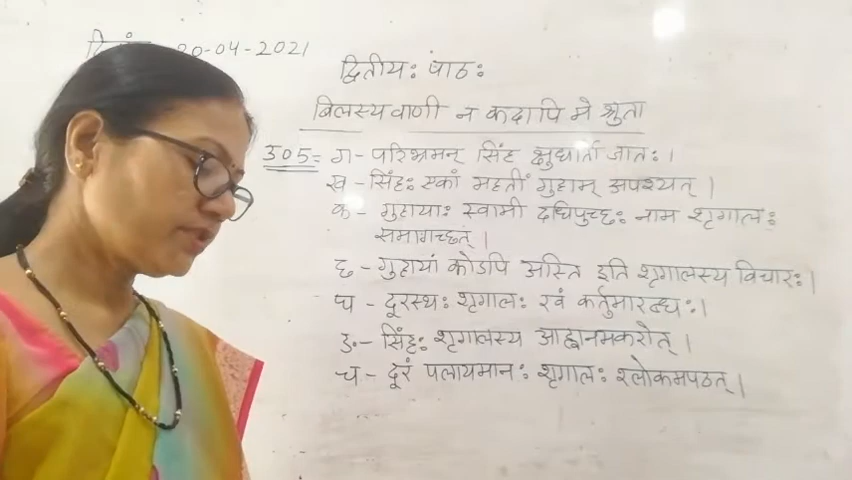 20-04-2021
द्वितीयः पाठः
बिलस्य वाणी न कदापि मे श्रुता
उ०5= ग - परिभ्रमन् सिंह क्षुधार्तो जातः।
ख - सिंहः एकां महतीं गुहाम् अपश्यत्।
क - गुहायाः स्वामी दधिपुच्छः नाम शृगालः
समागच्छत्।
छ - गुहायां कोऽपि अस्ति इति शृगालस्य विचारः।
घ - दूरस्थः शृगालः रवं कर्तुमारब्धः।
ङ - सिंहः शृगालस्य आह्वानमकरोत्।
च - दूरं पलायमानः शृगालः श्लोकमपठत्।